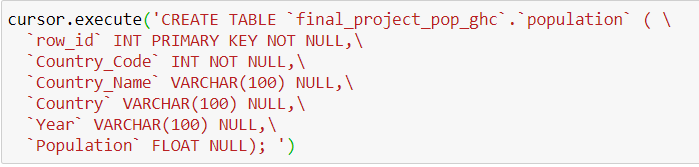 cursor.execute('CREATE TABLE `final_project_pop_ghc`.`population` ( \
`row_id` INT PRIMARY KEY NOT NULL,\
`Country_Code` INT NOT NULL,\
`Country_Name` VARCHAR(100) NULL,\
`Country` VARCHAR(100) NULL,\
`Year` VARCHAR(100) NULL,\
`Population` FLOAT NULL); ')